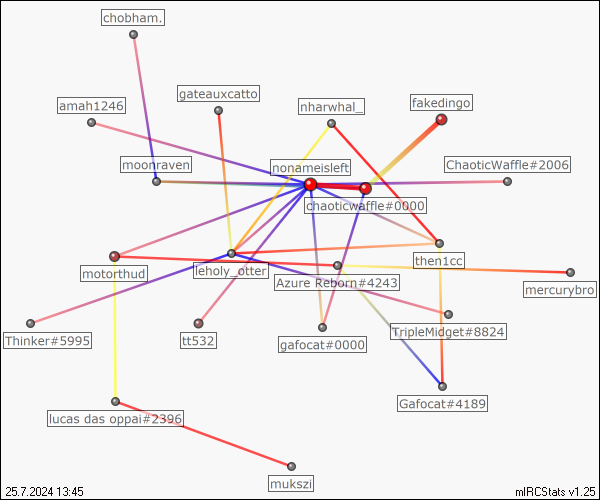 chobham.
gateauxcatto
amah1246
nharwhal_
fakedingo
moonraven
nonameisleft
ChaoticWaffle#2006
chaoticwaffle#0000
motorthud
leholy_otter
then1cc
Azure Reborn#4243
mercurybro
Thinker#5995
tt532
gafocat#0000
TripleMidget#8824
Gafocat#4189
lucas das oppai#2396
mukszi
25.7.2024 13:45
mIRCStats v1.25